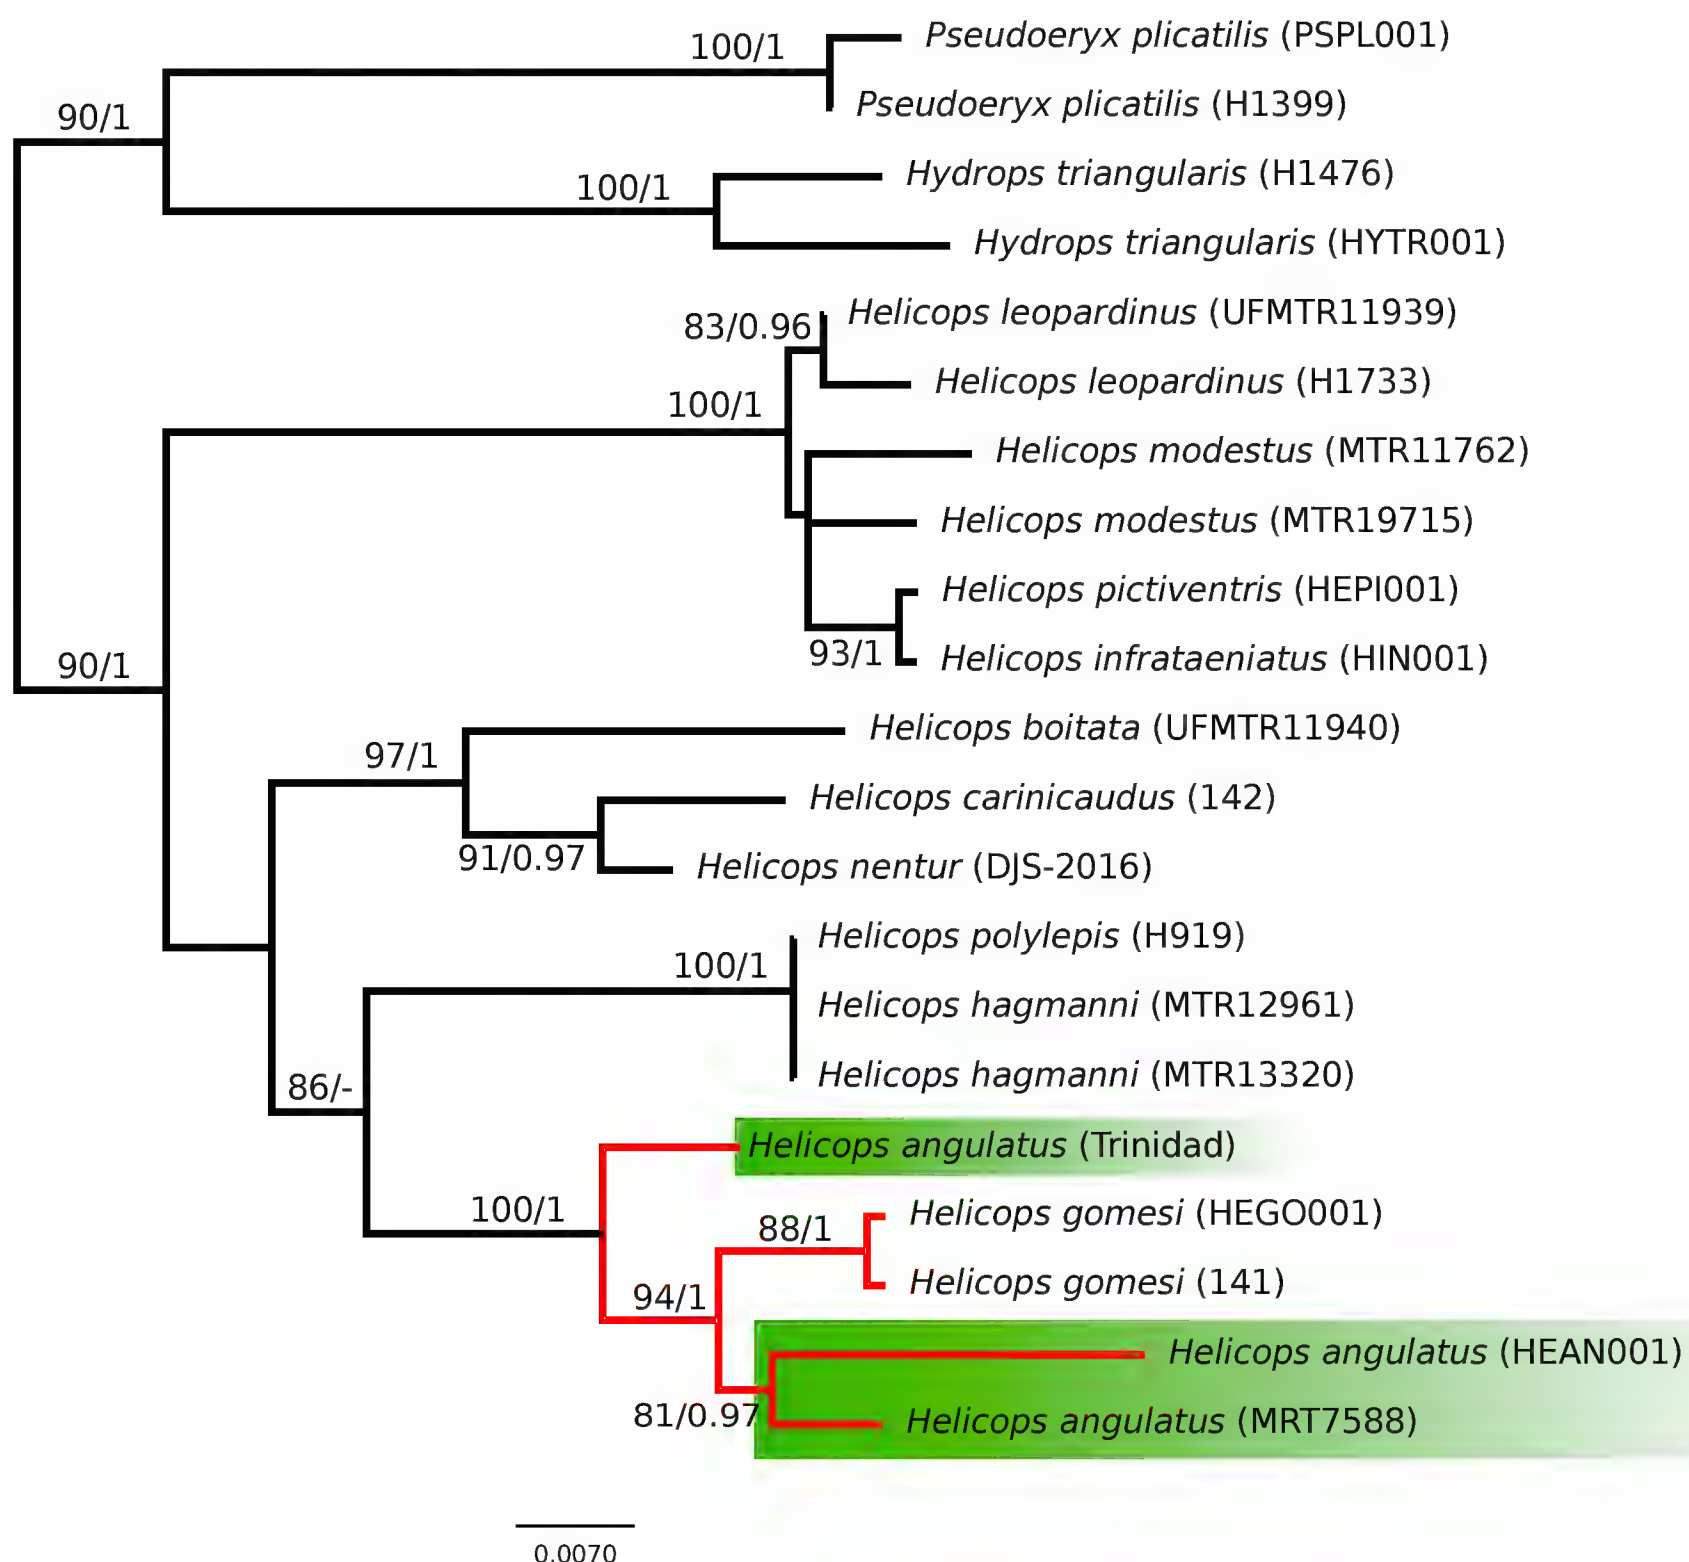 Pseudoeryx plicatilis (PSPL001)
100/1
Pseudoeryx plicatilis (H1399)
90/1
Hydrops triangularis (H1476)
100/1
Hydrops triangularis (HYTR001)
Helicops leopardinus (UFMTR11939)
83/0.96
Helicops leopardinus (H1733)
100/1
Helicops modestus (MTR11762)
Helicops modestus (MTR19715)
Helicops pictiventris (HEPI001)
93/1
Helicops infrataeniatus (HIN001)
90/1
Helicops boitata (UFMTR11940)
97/1
Helicops carinicaudus (142)
91/0.97
Helicops nentur (DJS-2016)
Helicops polylepis (H919)
100/1
Helicops hagmanni (MTR12961)
Helicops hagmanni (MTR13320)
86/-
Helicops angulatus (Trinidad)
100/1
Helicops gomesi (HEGO001)
88/1
Helicops gomesi (141)
94/1
Helicops angulatus (HEAN001)
81/0.97
Helicops angulatus (MRT7588)
0.0070